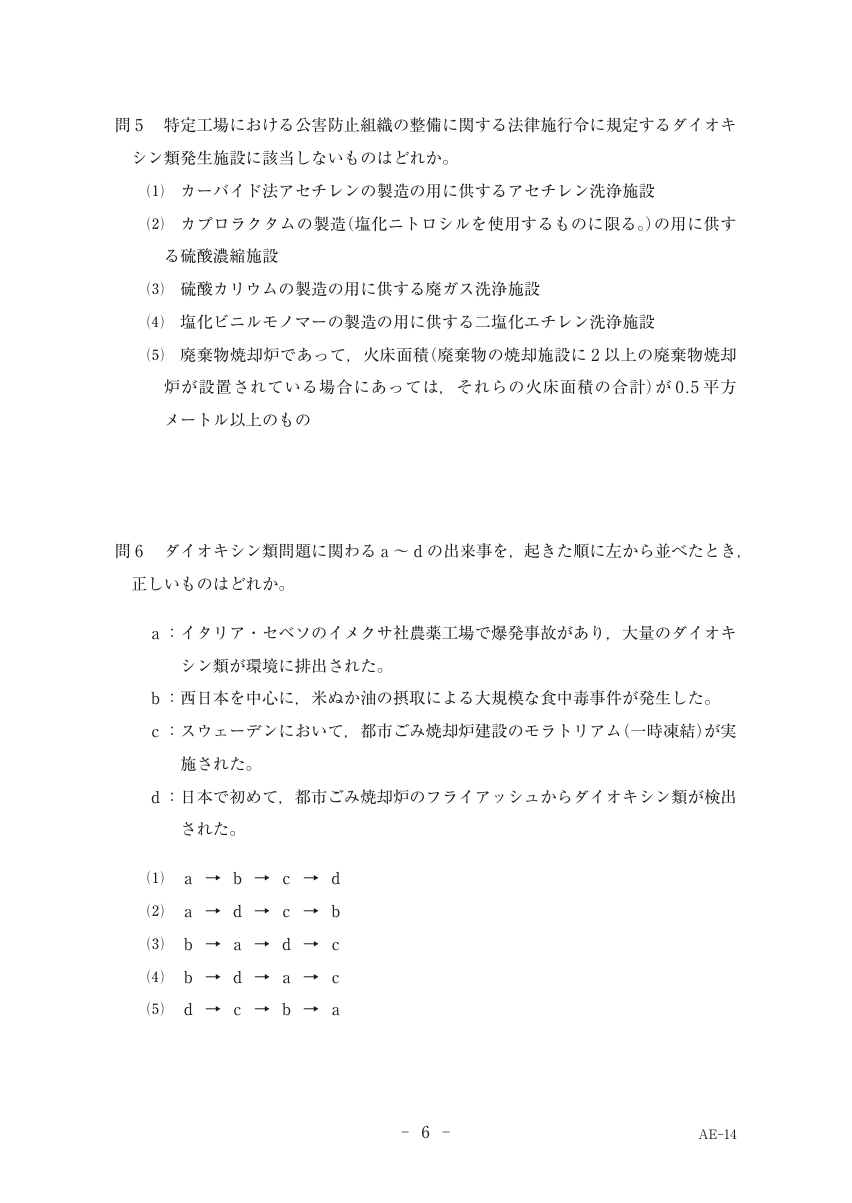 問5　特定工場における公害防止組織の整備に関する法律施行令に規定するダイオキ
シン類発生施設に該当しないものはどれか。
⑴　カーバイド法アセチレンの製造の用に供するアセチレン洗浄施設
⑵　カプロラクタムの製造(塩化ニトロシルを使用するものに限る。)の用に供す
る硫酸濃縮施設
⑶　硫酸カリウムの製造の用に供する廃ガス洗浄施設
⑷　塩化ビニルモノマーの製造の用に供する二塩化エチレン洗浄施設
⑸　廃棄物焼却炉であって，火床面積(廃棄物の焼却施設に2以上の廃棄物焼却
炉が設置されている場合にあっては，それらの火床面積の合計)が0.5平方
メートル以上のもの
問6　ダイオキシン類問題に関わるa～dの出来事を，起きた順に左から並べたとき，
正しいものはどれか。
a：イタリア・セベソのイメクサ社農薬工場で爆発事故があり，大量のダイオキ
シン類が環境に排出された。
b：西日本を中心に，米ぬか油の摂取による大規模な食中毒事件が発生した。
c：スウェーデンにおいて，都市ごみ焼却炉建設のモラトリアム(一時凍結)が実
施された。
d：日本で初めて，都市ごみ焼却炉のフライアッシュからダイオキシン類が検出
された。
⑴　a → b → c → d
⑵　a → d → c → b
⑶　b → a → d → c
⑷　b → d → a → c
⑸　d → c → b → a
－ 6 －
AE-14